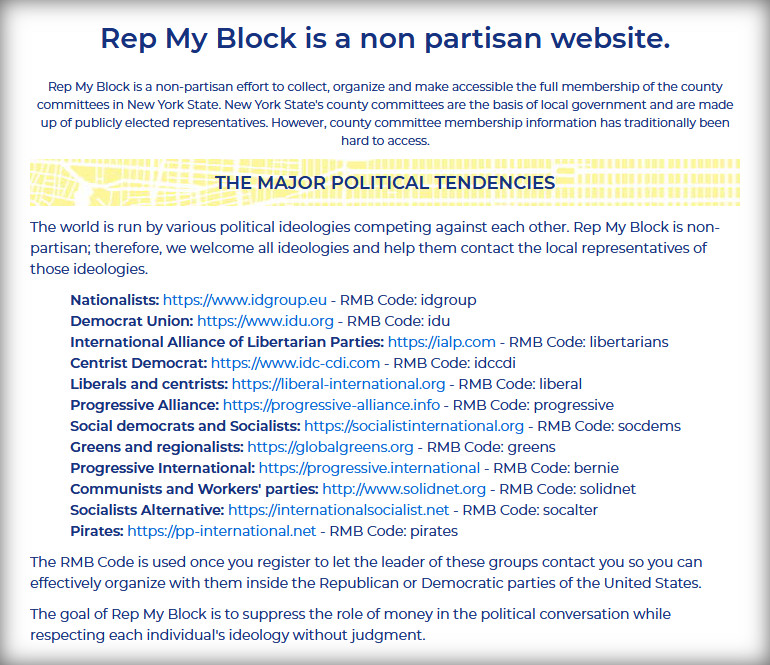 Rep My Block is a non partisan website.
Rep My Block is a non-partisan effort to collect, organize and make accessible the full membership of the county
committees in New York State. New York State's county committees are the basis of local government and are made
up of publicly elected representatives. However, county committee membership information has traditionally been
hard to access.
THE MAJOR POLITICAL TENDENCIES
The world is run by various political ideologies competing against each other. Rep My Block is non-
partisan; therefore, we welcome all ideologies and help them contact the local representatives of
those ideologies.
Nationalists: https://www.idgroup.eu - RMB Code: idgroup
Democrat Union: https://www.idu.org - RMB Code: idu
International Alliance of Libertarian Parties: https://ialp.com - RMB Code: libertarians
Centrist Democrat: https://www.idc-cdi.com - RMB Code: idccdi
Liberals and centrists: https://liberal-international.org - RMB Code: liberal
Progressive Alliance: https://progressive-alliance.info - RMB Code: progressive
Social democrats and Socialists: https://socialistinternational.org - RMB Code: socdems
Greens and regionalists: https://globalgreens.org - RMB Code: greens
Progressive International: https://progressive.international - RMB Code: bernie
Communists and Workers' parties: http://www.solidnet.org - RMB Code: solidnet
Socialists Alternative: https://internationalsocialist.net - RMB Code: socalter
Pirates: https://pp-international.net - RMB Code: pirates
The RMB Code is used once you register to let the leader of these groups contact you so you can
effectively organize with them inside the Republican or Democratic parties of the United States.
The goal of Rep My Block is to suppress the role of money in the political conversation while
respecting each individual's ideology without judgment.